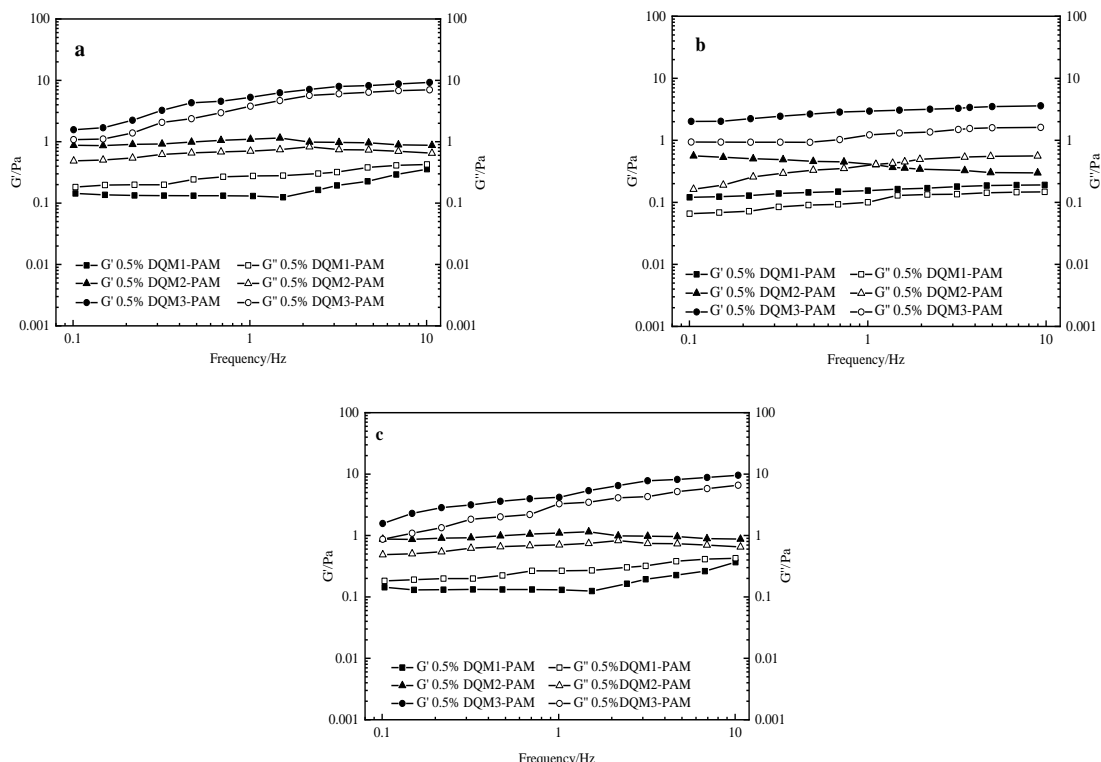 100
100
a
10
10
1
1
G'/Pa
G''/Pa
0.1
0.1
0.01
0.01
G' 0.5% DQM1-PAM G'' 0.5% DQM1-PAM
G' 0.5% DQM2-PAM G'' 0.5% DQM2-PAM
G' 0.5% DQM3-PAM G'' 0.5% DQM3-PAM
0.001
0.001
0.1 1 10
Frequency/Hz
100
100
b
10
10
1
1
G'/Pa
G''/Pa
0.1
0.1
0.01
0.01
G' 0.5% DQM1-PAM G'' 0.5% DQM1-PAM
G' 0.5% DQM2-PAM G'' 0.5% DQM2-PAM
G' 0.5% DQM3-PAM G'' 0.5% DQM3-PAM
0.001
0.001
0.1 1 10
Frequency/Hz
100
100
c
10
10
1
1
G'/Pa
G''/Pa
0.1
0.1
0.01
0.01
G' 0.5% DQM1-PAM G'' 0.5%DQM1-PAM
G' 0.5% DQM2-PAM G'' 0.5%DQM2-PAM
G' 0.5% DQM3-PAM G'' 0.5%DQM3-PAM
0.001
0.001
0.1 1 10
Frequency/Hz